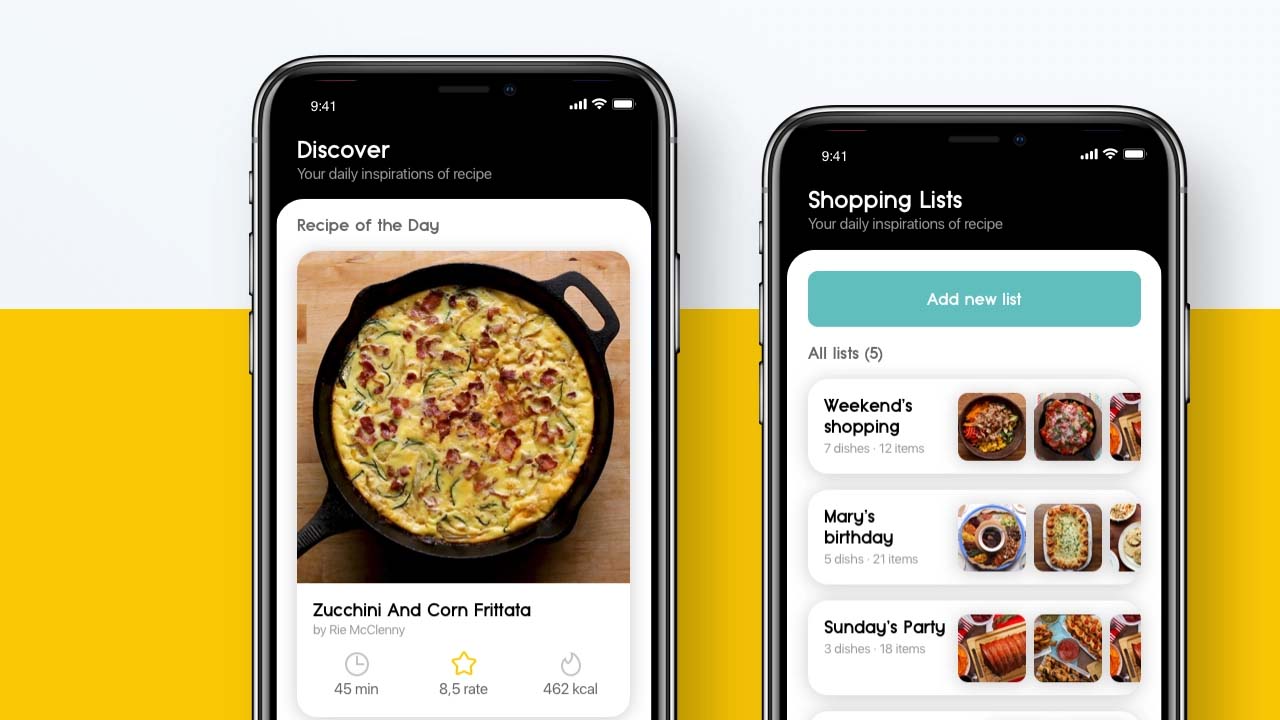 9:41
Discover
Your daily inspirations of recipe
Recipe of the Day
Zucchini And Corn Frittata
by Rie McClenny
45 min
8,5 rate
462 kcal
9:41
Shopping Lists
Your daily inspirations of recipe
Add new list
All lists (5)
Weekend's
shopping
7 dishes · 12 items
Mary's
birthday
5 dishs · 21 items
Sunday's Party
3 dishes · 18 items